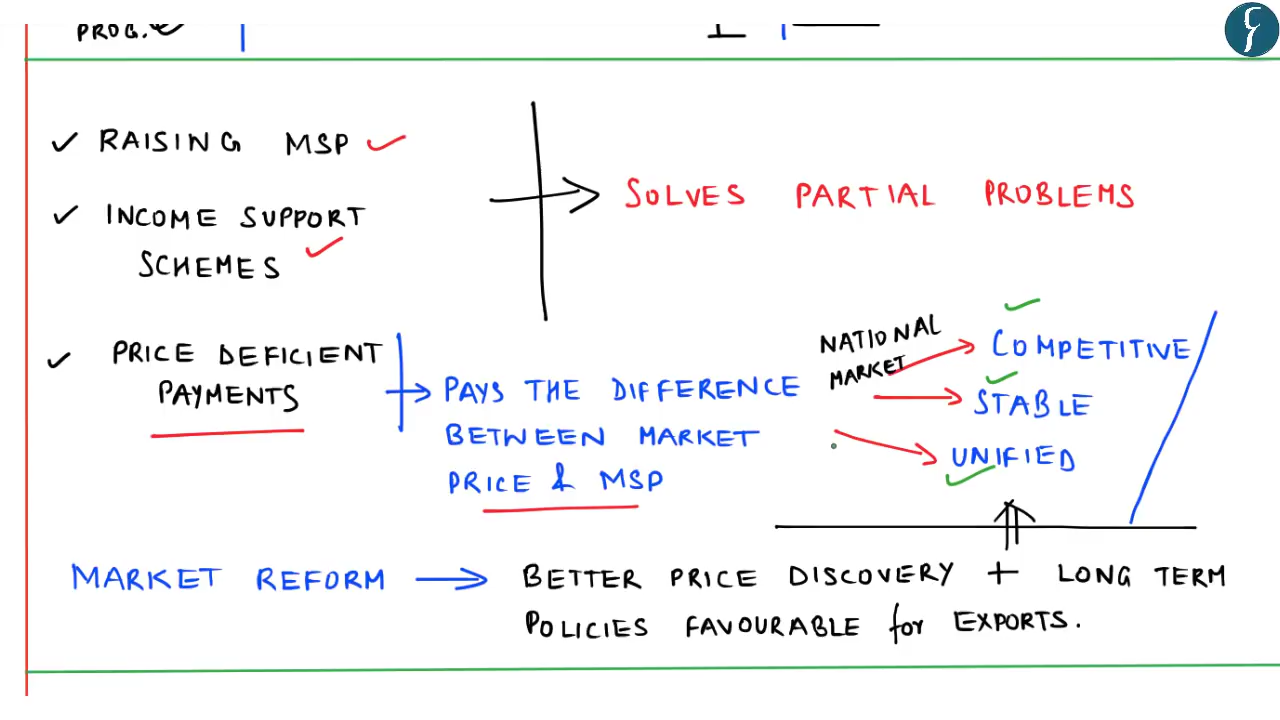 PROG.
RAISING MSP
SOLVES PARTIAL PROBLEMS
INCOME SUPPORT
SCHEMES
NATIONAL
MARKET
COMPETITIVE
STABLE
UNIFIED
PRICE DEFICIENT
PAYMENTS
PAYS THE DIFFERENCE
BETWEEN MARKET
PRICE & MSP
MARKET REFORM → BETTER PRICE DISCOVERY + LONG TERM
POLICIES FAVOURABLE for EXPORTS.